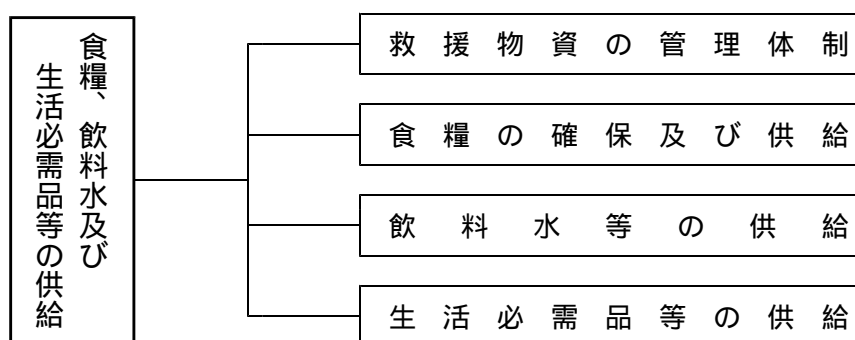 食糧、飲料水及び
生活必需品等の供給
救援物資の管理体制
食糧の確保及び供給
飲料水等の供給
生活必需品等の供給